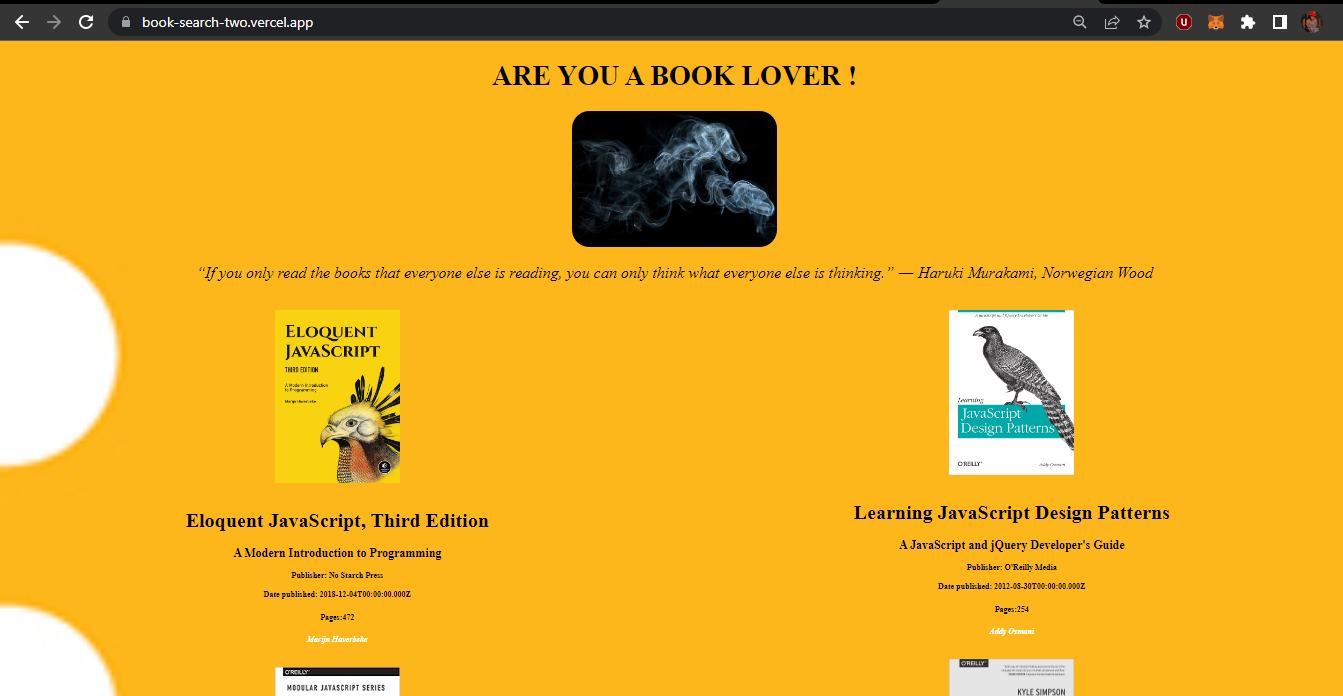 book-search-two.vercel.app
ARE YOU A BOOK LOVER !
“If you only read the books that everyone else is reading, you can only think what everyone else is thinking.” — Haruki Murakami, Norwegian Wood
ELOQUENT
JAVASCRIPT
THIRD EDITION
A Modern Introduction
to Programming
Marijn Haverbeke
Eloquent JavaScript, Third Edition
A Modern Introduction to Programming
Publisher: No Starch Press
Date published: 2018-12-04T00:00:00.000Z
Pages:472
Marijn Haverbeke
O'REILLY®
MODULAR JAVASCRIPT SERIES
A JavaScript and jQuery Developer's Guide
Learning
JavaScript
Design Patterns
O'REILLY®
Addy Osmani
Learning JavaScript Design Patterns
A JavaScript and jQuery Developer's Guide
Publisher: O'Reilly Media
Date published: 2012-08-30T00:00:00.000Z
Pages:254
Addy Osmani
O'REILLY®
KYLE SIMPSON